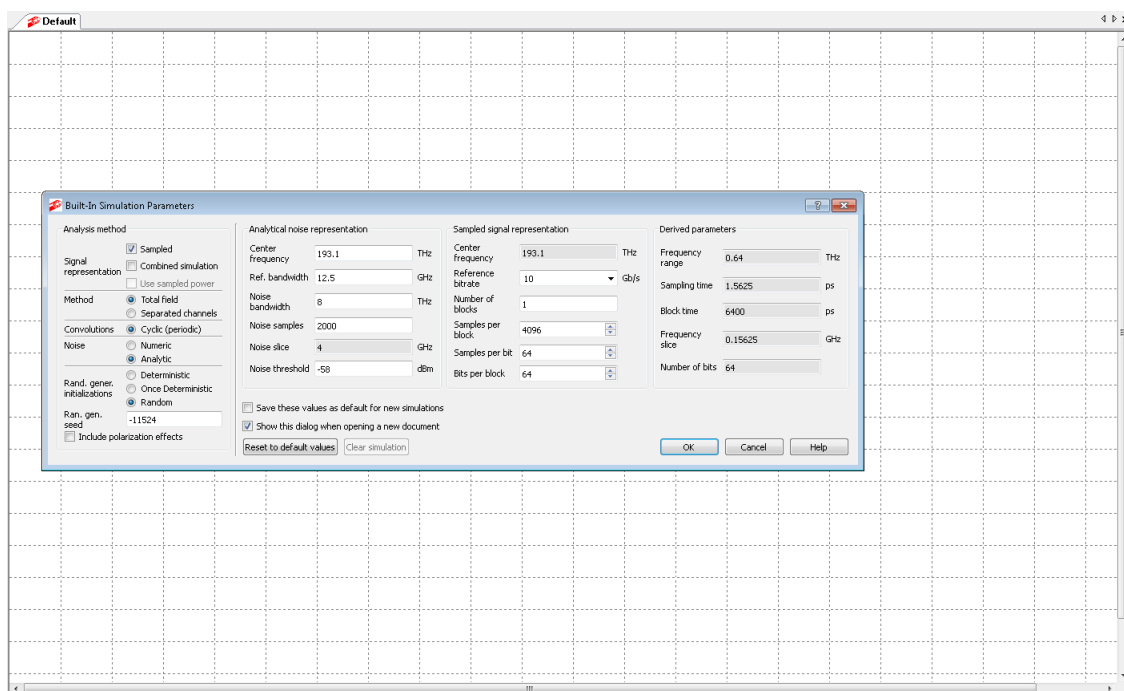 Default
Built-In Simulation Parameters
Analysis method
Signal representation
Sampled
Combined simulation
Use sampled power
Method
Total field
Separated channels
Convolutions
Cyclic (periodic)
Noise
Numeric
Analytic
Rand. gener. initializations
Deterministic
Once Deterministic
Random
Ran. gen. seed
-11524
Include polarization effects
Analytical noise representation
Center frequency 193.1 THz
Ref. bandwidth 12.5 GHz
Noise bandwidth 8 THz
Noise samples 2000
Noise slice 4 GHz
Noise threshold -58 dBm
Sampled signal representation
Center frequency 193.1 THz
Reference bitrate 10 Gb/s
Number of blocks 1
Samples per block 4096
Samples per bit 64
Bits per block 64
Derived parameters
Frequency range 0.64 THz
Sampling time 1.5625 ps
Block time 6400 ps
Frequency slice 0.15625 GHz
Number of bits 64
Save these values as default for new simulations
Show this dialog when opening a new document
Reset to default values
Clear simulation
OK
Cancel
Help